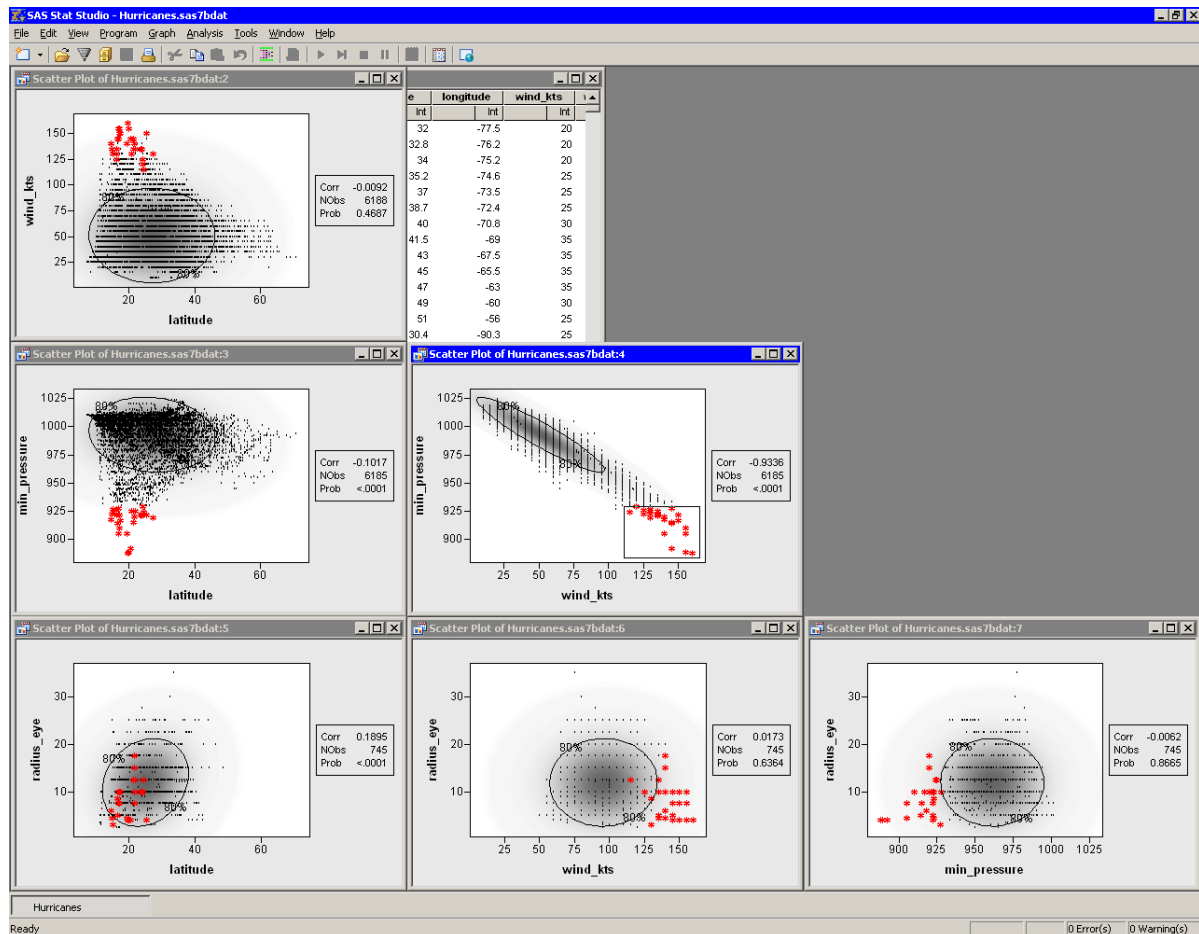 SAS Stat Studio - Hurricanes.sas7bdat
File Edit View Program Graph Analysis Tools Window Help
Scatter Plot of Hurricanes.sas7bdat:2
wind_kts
150
125
100
75
50
25
80%
80%
20 40 60
latitude
Corr -0.0092
NObs 6188
Prob 0.4687
e longitude wind_kts
Int Int Int
32 -77.5 20
32.8 -76.2 20
34 -75.2 20
35.2 -74.6 25
37 -73.5 25
38.7 -72.4 25
40 -70.8 30
41.5 -69 35
43 -67.5 35
45 -65.5 35
47 -63 35
49 -60 30
51 -56 25
30.4 -90.3 25
Scatter Plot of Hurricanes.sas7bdat:3
min_pressure
1025
1000
975
950
925
900
80%
20 40 60
latitude
Corr -0.1017
NObs 6185
Prob <.0001
Scatter Plot of Hurricanes.sas7bdat:4
min_pressure
1025
1000
975
950
925
900
80%
80%
25 50 75 100 125 150
wind_kts
Corr -0.9336
NObs 6185
Prob <.0001
Scatter Plot of Hurricanes.sas7bdat:5
radius_eye
30
20
10
80%
80%
20 40 60
latitude
Corr 0.1895
NObs 745
Prob <.0001
Scatter Plot of Hurricanes.sas7bdat:6
radius_eye
30
20
10
80%
80%
25 50 75 100 125 150
wind_kts
Corr 0.0173
NObs 745
Prob 0.6364
Scatter Plot of Hurricanes.sas7bdat:7
radius_eye
30
20
10
80%
80%
900 925 950 975 1000 1025
min_pressure
Corr -0.0062
NObs 745
Prob 0.8665
Hurricanes
Ready
0 Error(s) 0 Warning(s)